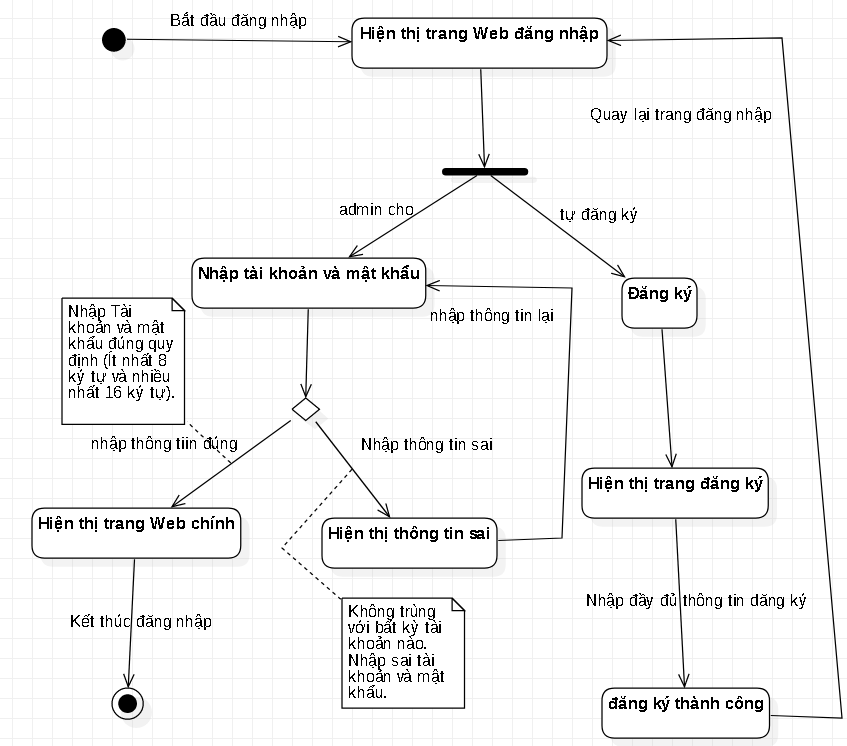 Bắt đầu đăng nhập
Hiện thị trang Web đăng nhập
Quay lại trang đăng nhập
admin cho
tự đăng ký
Nhập tài khoản và mật khẩu
Đăng ký
nhập thông tin lại
Nhập Tài
khoản và mật
khẩu đúng quy
định (Ít nhất 8
ký tự và nhiều
nhất 16 ký tự).
nhập thông tiin đúng
Nhập thông tin sai
Hiện thị trang đăng ký
Hiện thị trang Web chính
Hiện thị thông tin sai
Không trùng
với bất kỳ tài
khoản nào.
Nhập sai tài
khoản và mật
khẩu.
Nhập đầy đủ thông tin đăng ký
Kết thúc đăng nhập
đăng ký thành công